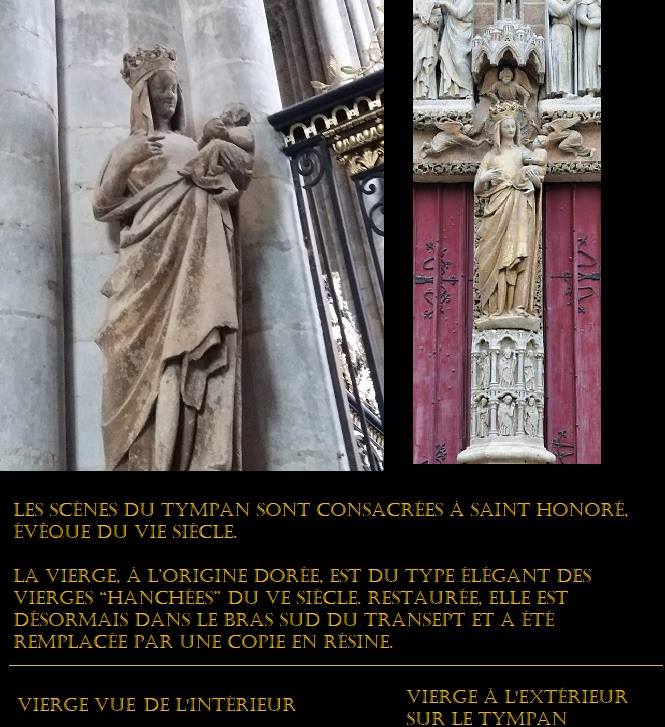 LES SCÈNES DU TYMPAN SONT CONSACRÉES À SAINT HONORÉ,
ÉVÊQUE DU VIE SIÈCLE.
LA VIERGE, À L'ORIGINE DORÉE, EST DU TYPE ÉLÉGANT DES
VIERGES "HANCHÉES" DU VE SIÈCLE. RESTAURÉE, ELLE EST
DÉSORMAIS DANS LE BRAS SUD DU TRANSEPT ET A ÉTÉ
REMPLACÉE PAR UNE COPIE EN RÉSINE.
VIERGE VUE DE L'INTÉRIEUR
VIERGE À L'EXTÉRIEUR
SUR LE TYMPAN